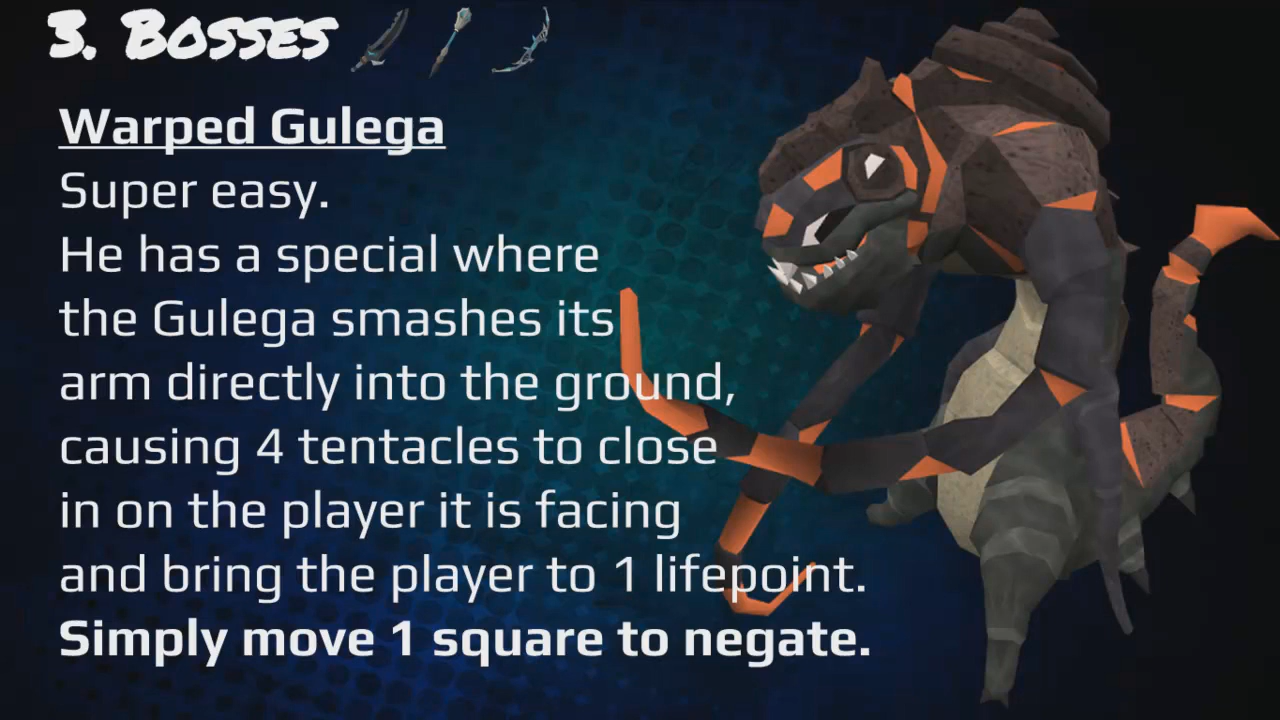 3. Bosses
Warped Gulega
Super easy.
He has a special where
the Gulega smashes its
arm directly into the ground,
causing 4 tentacles to close
in on the player it is facing
and bring the player to 1 lifepoint.
Simply move 1 square to negate.